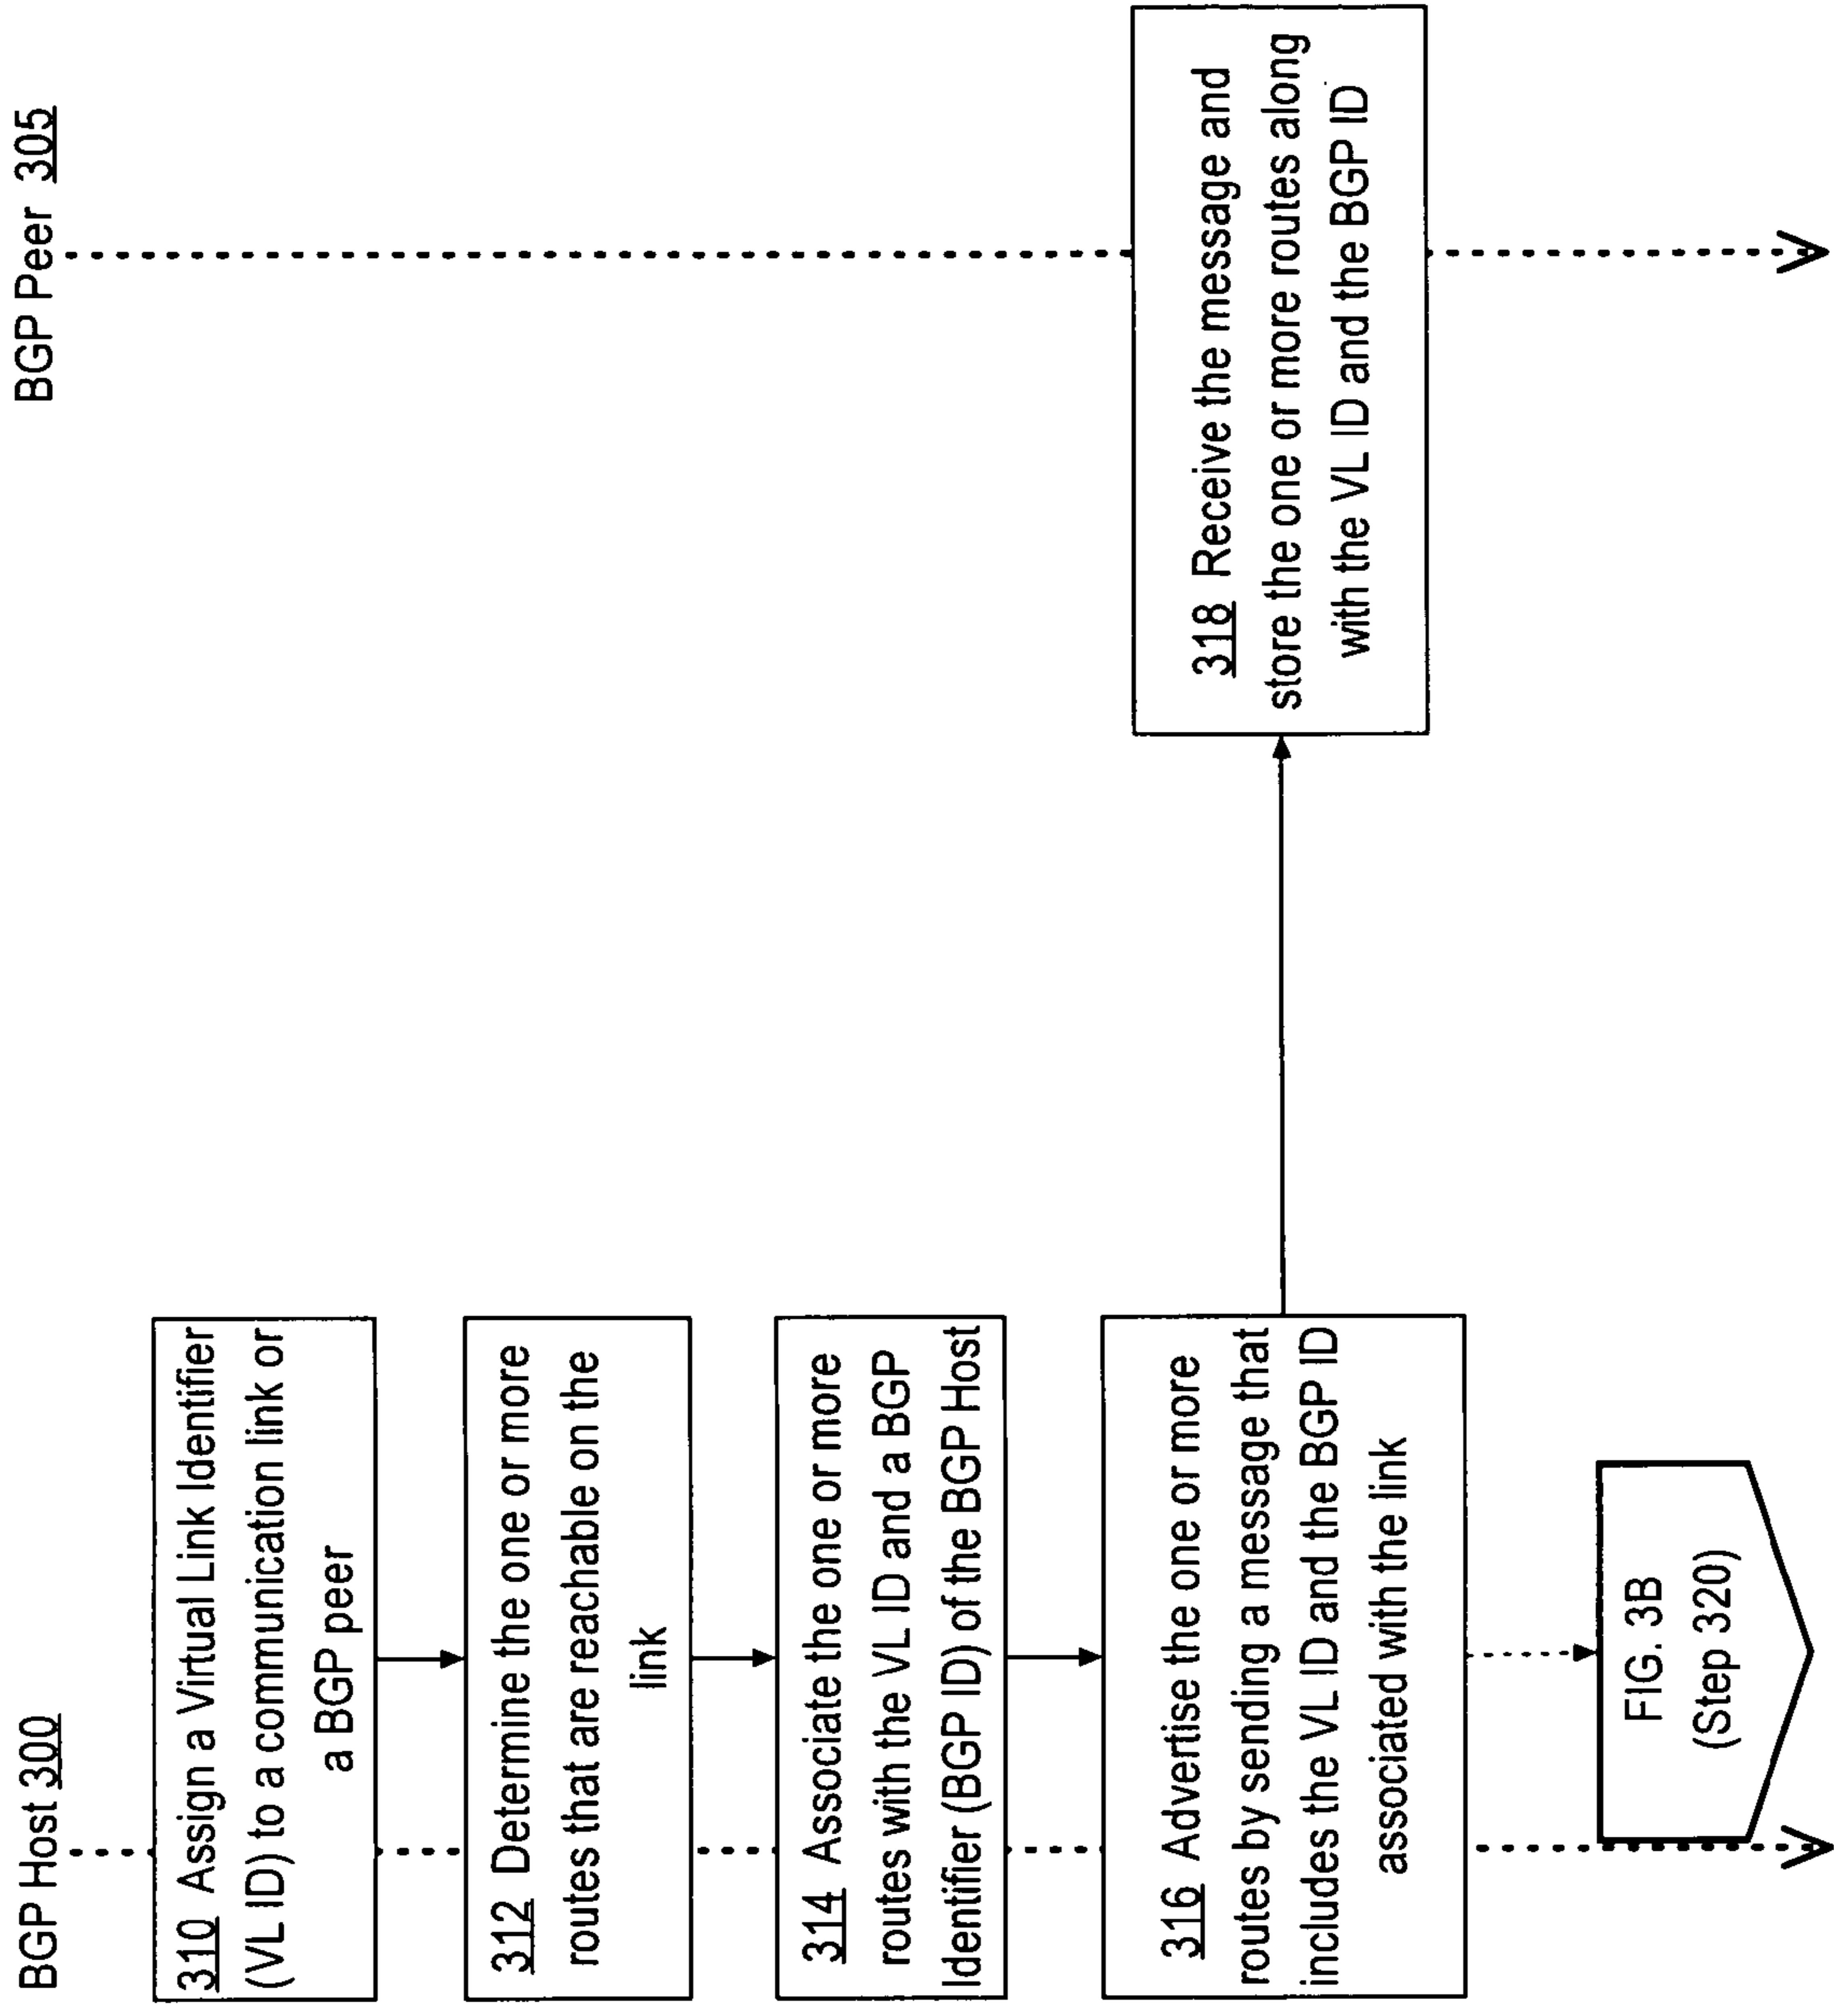 BGP Host 300
BGP Peer 305
310 Assign a Virtual Link Identifier
(VL ID) to a communication link or
a BGP peer
312 Determine the one or more
routes that are reachable on the
link
314 Associate the one or more
routes with the VL ID and a BGP
Identifier (BGP ID) of the BGP Host
316 Advertise the one or more
routes by sending a message that
includes the VL ID and the BGP ID
associated with the link
318 Receive the message and
store the one or more routes along
with the VL ID and the BGP ID
FIG. 3B
(Step 320)